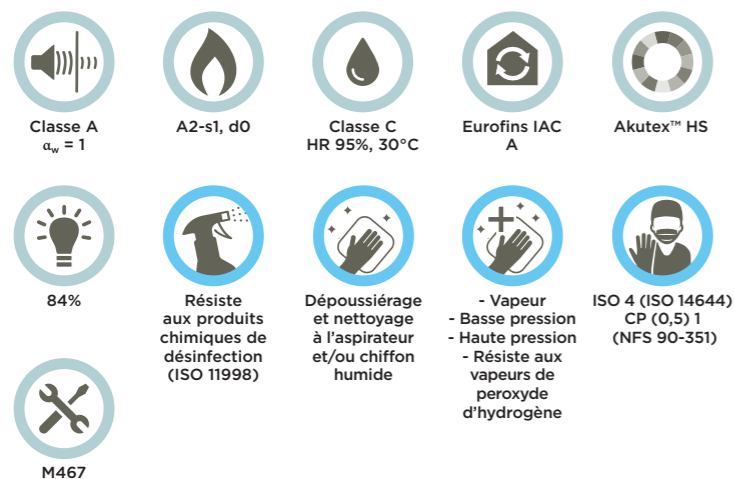 Classe A
αw = 1
A2-s1, d0
Classe C
HR 95%, 30°C
Eurofins IAC
A
Akutex™ HS
84%
Résiste
aux produits
chimiques de
désinfection
(ISO 11998)
Dépoussiérage
et nettoyage
à l’aspirateur
et/ou chiffon
humide
- Vapeur
- Basse pression
- Haute pression
- Résiste aux
vapeurs de
peroxyde
d’hydrogène
ISO 4 (ISO 14644)
CP (0,5) 1
(NFS 90-351)
M467